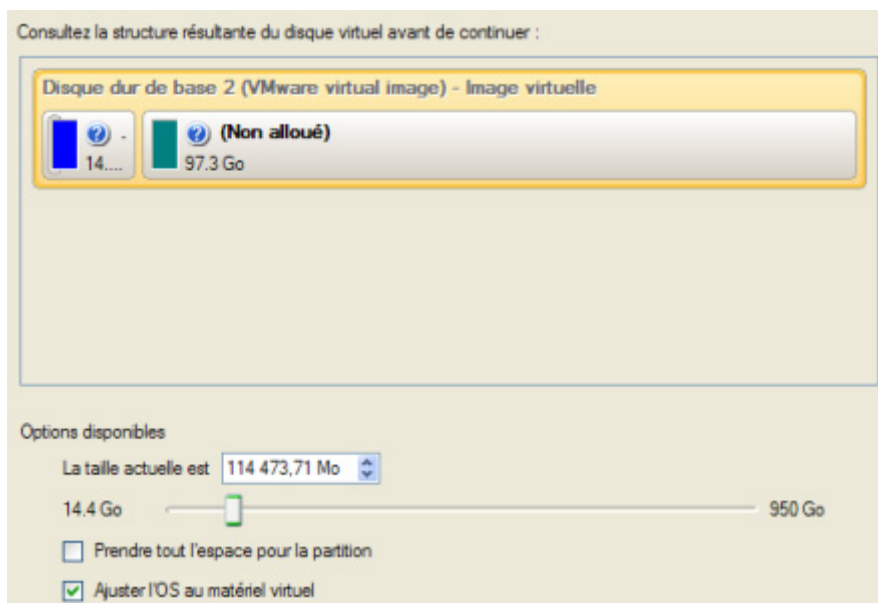 Consultez la structure résultante du disque virtuel avant de continuer :
Disque dur de base 2 (VMware virtual image) - Image virtuelle
? -
14....
? (Non alloué)
97.3 Go
Options disponibles
La taille actuelle est 114 473,71 Mo
14.4 Go 950 Go
Prendre tout l'espace pour la partition
Ajuster l'OS au matériel virtuel